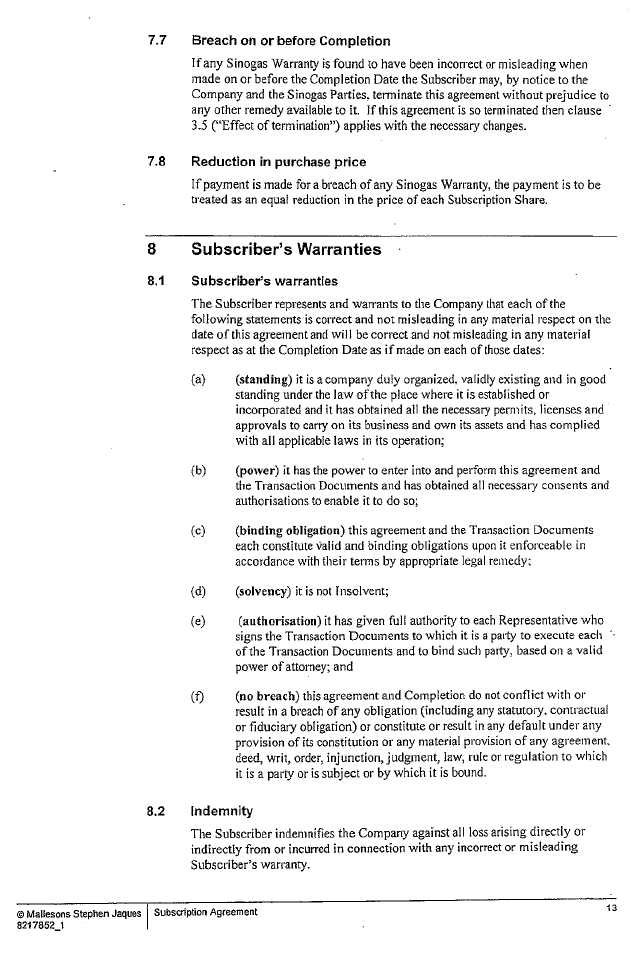 7.7 Breach on or before Completion
If any Sinogas Warranty is found to have been incorrect or misleading when
made on or before the Completion Date the Subscriber may, by notice to the
Company and the Sinogas Parties, terminate this agreement without prejudice to
any other remedy available to it. If this agreement is so terminated then clause
3.5 (“Effect of termination”) applies with the necessary changes.
7.8 Reduction in purchase price
If payment is made for a breach of any Sinogas Warranty, the payment is to be
treated as an equal reduction in the price of each Subscription Share.
8 Subscriber’s Warranties
8.1 Subscriber’s warranties
The Subscriber represents and warrants to the Company that each of the
following statements is correct and not misleading in any material respect on the
date of this agreement and will be correct and not misleading in any material
respect as at the Completion Date as if made on each of those dates:
(a) (standing) it is a company duly organized, validly existing and in good
standing under the law of the place where it is established or
incorporated and it has obtained all the necessary permits, licenses and
approvals to carry on its business and own its assets and has complied
with all applicable laws in its operation;
(b) (power) it has the power to enter into and perform this agreement and
the Transaction Documents and has obtained all necessary consents and
authorisations to enable it to do so;
(c) (binding obligation) this agreement and the Transaction Documents
each constitute valid and binding obligations upon it enforceable in
accordance with their terms by appropriate legal remedy;
(d) (solvency) it is not Insolvent;
(e) (authorisation) it has given full authority to each Representative who
signs the Transaction Documents to which it is a party to execute each
of the Transaction Documents and to bind such party, based on a valid
power of attorney; and
(f) (no breach) this agreement and Completion do not conflict with or
result in a breach of any obligation (including any statutory, contractual
or fiduciary obligation) or constitute or result in any default under any
provision of its constitution or any material provision of any agreement,
deed, writ, order, injunction, judgment, law, rule or regulation to which
it is a party or is subject or by which it is bound.
8.2 Indemnity
The Subscriber indemnifies the Company against all loss arising directly or
indirectly from or incurred in connection with any incorrect or misleading
Subscriber’s warranty.
© Mallesons Stephen Jaques Subscription Agreement 13
8217852_1